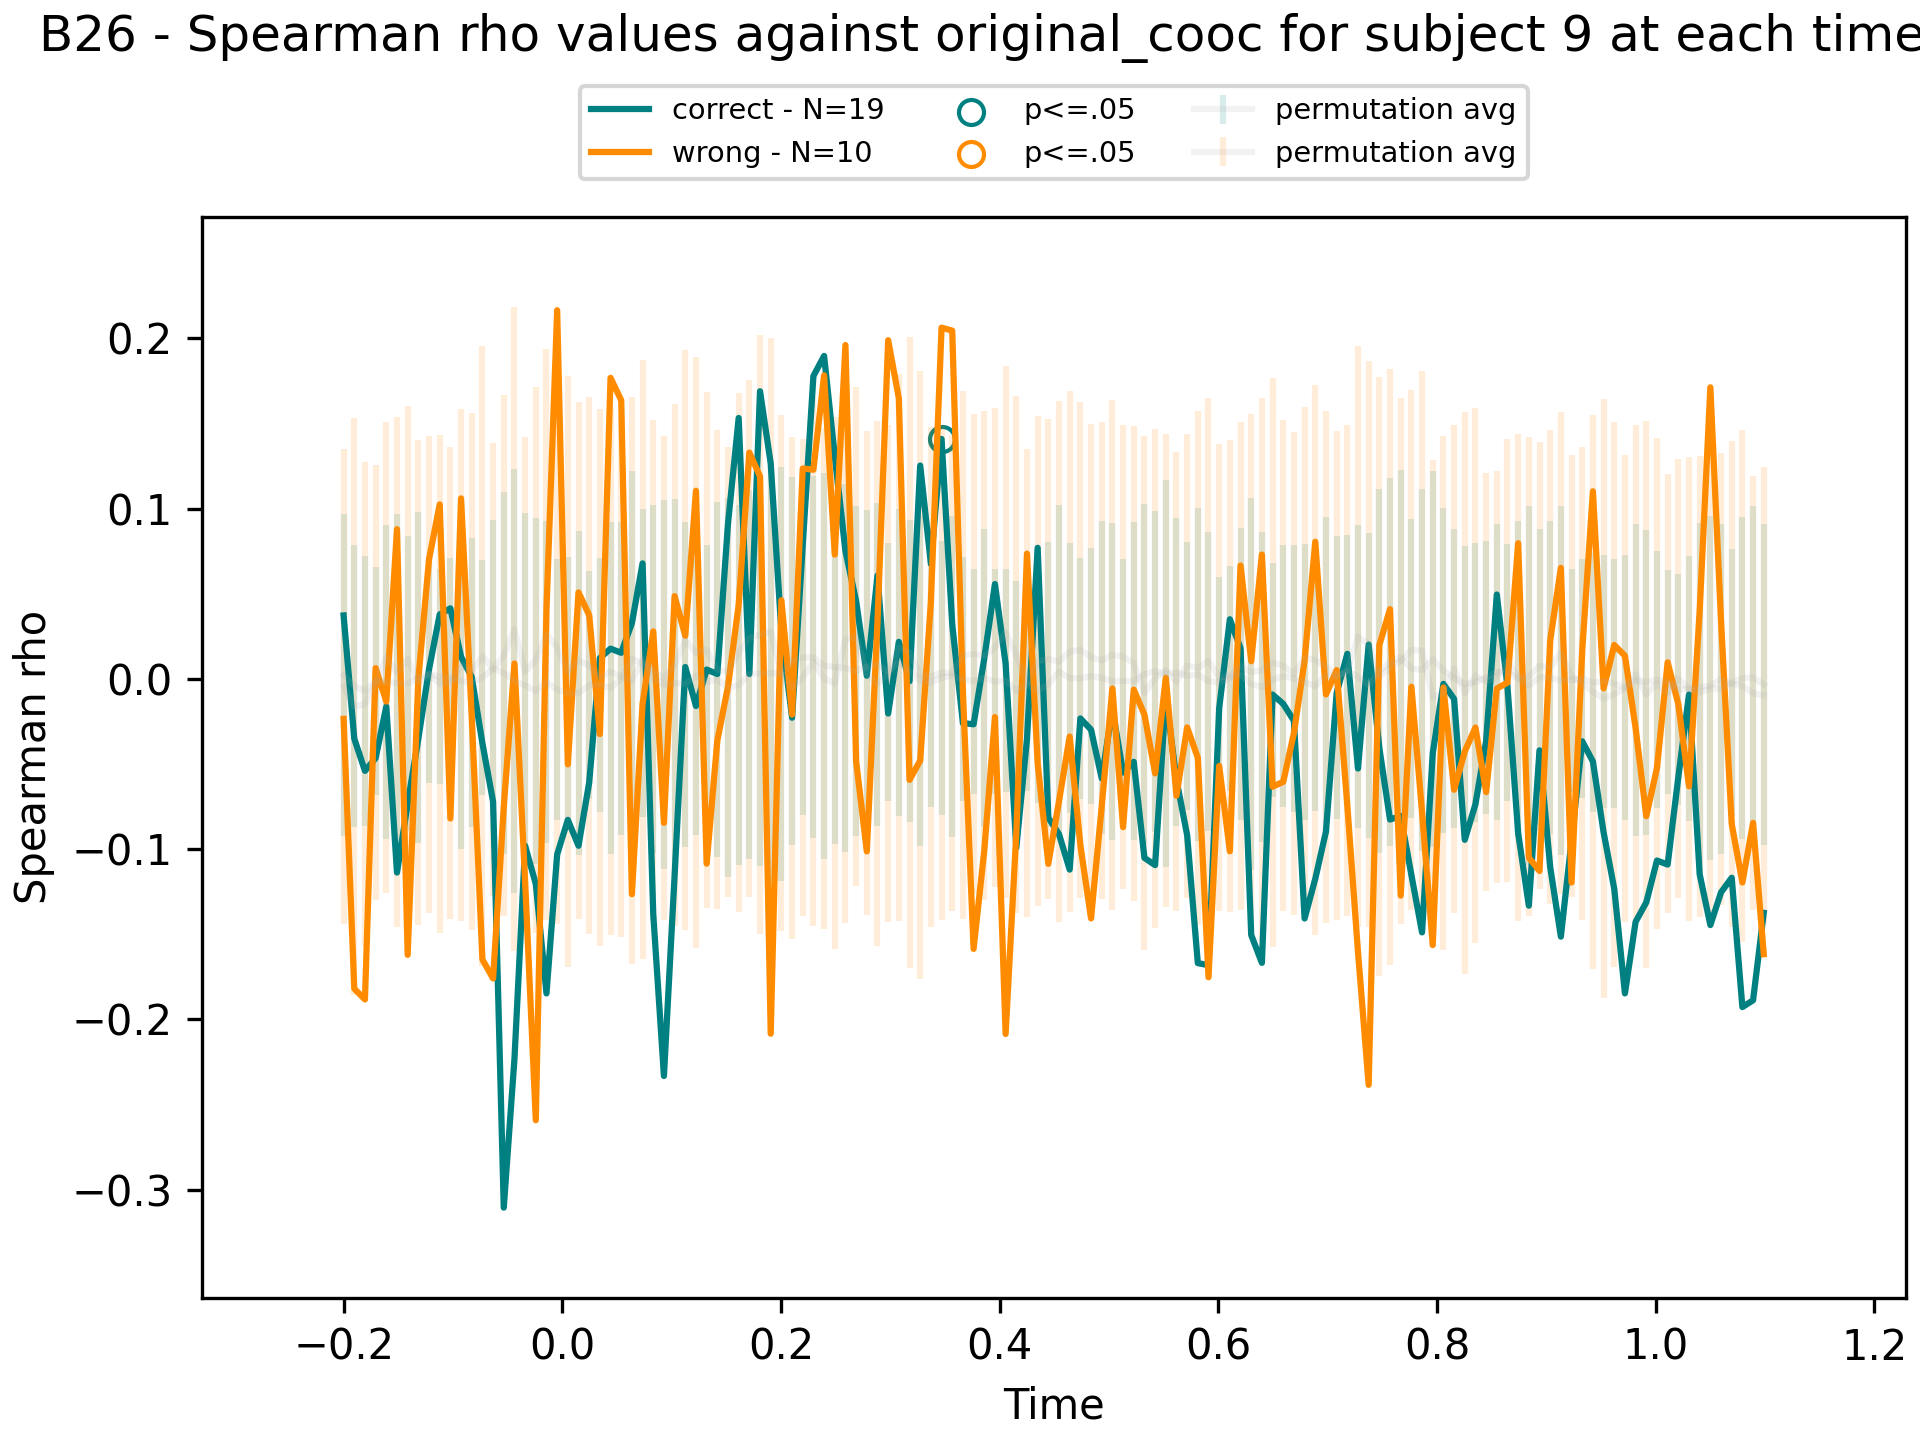 B26 - Spearman rho values against original_cooc for subject 9 at each time
correct - N=19
wrong - N=10
p<=.05
p<=.05
permutation avg
permutation avg
Spearman rho
0.2
0.1
0.0
−0.1
−0.2
−0.3
−0.2 0.0 0.2 0.4 0.6 0.8 1.0 1.2
Time